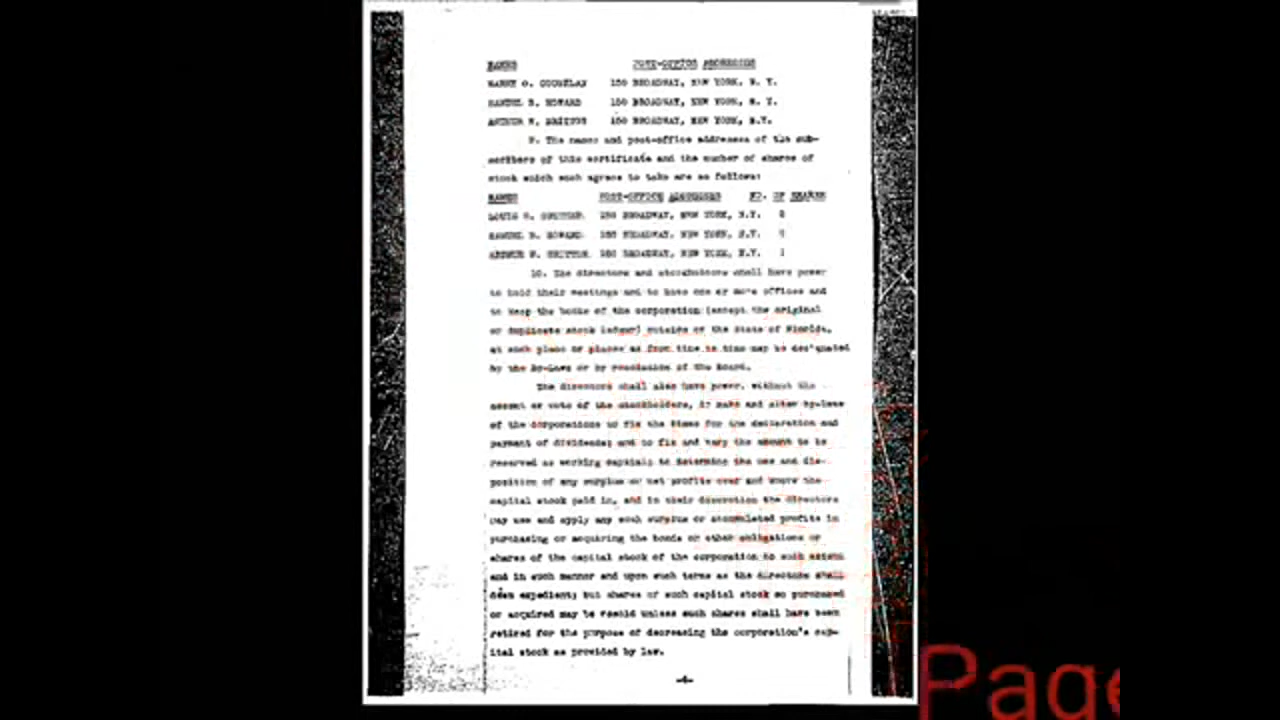 NAMES POST-OFFICE ADDRESSES
HARRY O. COUGHLAN 150 BROADWAY, NEW YORK, N. Y.
SAMUEL B. HOWARD 150 BROADWAY, NEW YORK, N. Y.
ARTHUR W. BRITTON 150 BROADWAY, NEW YORK, N.Y.
9. The names and post-office addresses of the sub-
scribers of this certificate and the number of shares of
stock which each agrees to take are as follows:
NAMES POST-OFFICE ADDRESSES NO. OF SHARES
LOUIS 150 BROADWAY, NEW YORK, N.Y.
SAMUEL B. HOWARD 150 BROADWAY, NEW YORK, N.Y.
ARTHUR W. BRITTON 150 BROADWAY, NEW YORK, N.Y. 1
10. The directors and stockholders shall have power
to hold their meetings and to have one or more offices and
to keep the books of the corporation (except the original
or duplicate stock ledger) outside of the State of Florida,
at such place or places as from time to time may be designated
by the By-Laws or by resolution of the Board.
The directors shall also have power, without the
assent or vote of the stockholders, to make and alter by-laws
of the corporation; to fix the times for the declaration and
payment of dividends; and to fix and vary the amount to be
reserved as working capital; to determine the use and dis-
position of any surplus or net profits over and above the
capital stock paid in, and in their discretion the directors
may use and apply any such surplus or accumulated profits in
purchasing or acquiring the bonds or other obligations or
shares of the capital stock of the corporation to such extent
and in such manner and upon such terms as the directors shall
deem expedient; but shares of such capital stock so purchased
or acquired may be resold unless such shares shall have been
retired for the purpose of decreasing the corporation's cap-
ital stock as provided by law.
-4-
Page